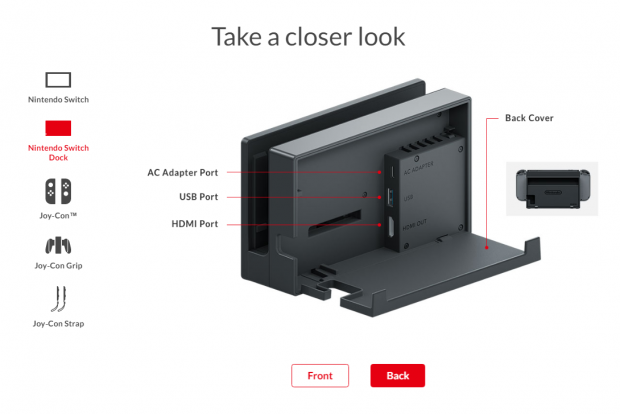 Take a closer look
Nintendo Switch
Nintendo Switch
Dock
Joy-Con™
Joy-Con Grip
Joy-Con Strap
AC Adapter Port
USB Port
HDMI Port
Back Cover
AC ADAPTER
USB
HDMI OUT
Front
Back